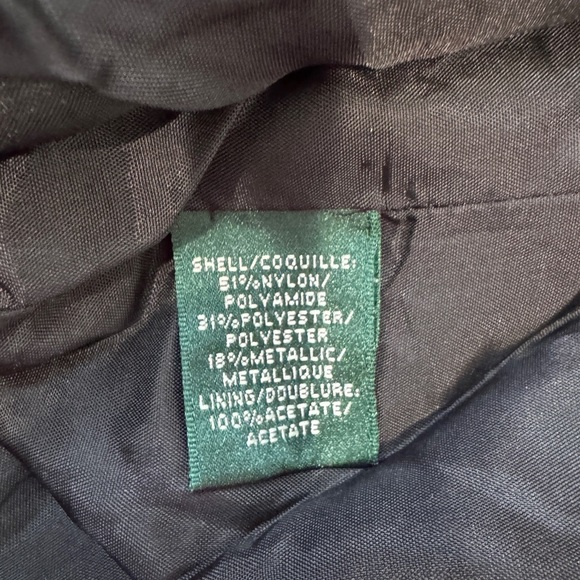 SHELL/COQUILLE:
51%NYLON/
POLYAMIDE
31%POLYESTER/
POLYESTER
18%METALLIC/
METALLIQUE
LINING/DOUBLURE:
100%ACETATE/
ACETATE